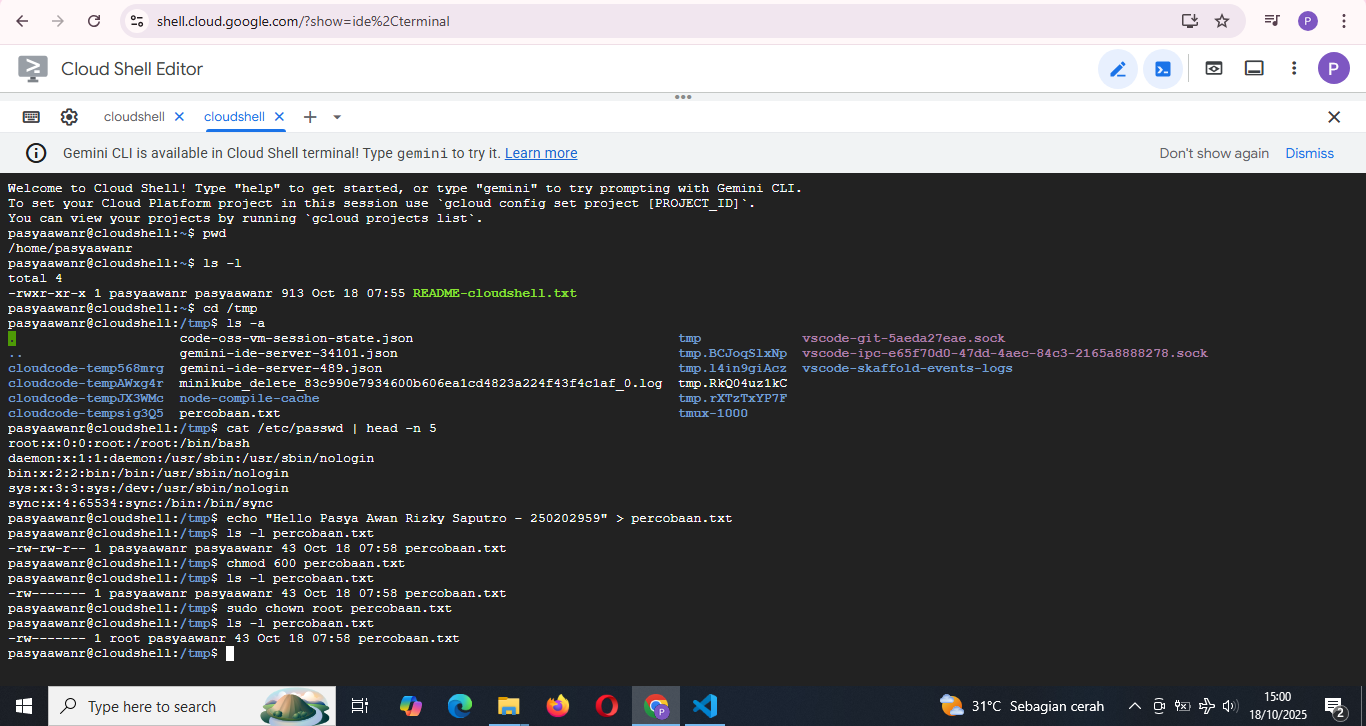 shell.cloud.google.com/?show=ide%2Cterminal
P
Cloud Shell Editor
P
cloudshell
cloudshell
Gemini CLI is available in Cloud Shell terminal! Type gemini to try it. Learn more
Don't show again
Dismiss
Welcome to Cloud Shell! Type "help" to get started, or type "gemini" to try prompting with Gemini CLI.
To set your Cloud Platform project in this session use `gcloud config set project [PROJECT_ID]`.
You can view your projects by running `gcloud projects list`.
pasyaawanr@cloudshell:~$ pwd
/home/pasyaawanr
pasyaawanr@cloudshell:~$ ls -l
total 4
-rwxr-xr-x 1 pasyaawanr pasyaawanr 913 Oct 18 07:55 README-cloudshell.txt
pasyaawanr@cloudshell:~$ cd /tmp
pasyaawanr@cloudshell:/tmp$ ls -a
. code-oss-vm-session-state.json tmp vscode-git-5aeda27eae.sock
.. gemini-ide-server-34101.json tmp.BCJoqSlxNp vscode-ipc-e65f70d0-47dd-4aec-84c3-2165a8888278.sock
cloudcode-temp568mrg gemini-ide-server-489.json tmp.l4in9giAcz vscode-skaffold-events-logs
cloudcode-tempAWxg4r minikube_delete_83c990e7934600b606ea1cd4823a224f43f4c1af_0.log tmp.RkQ04uz1kC
cloudcode-tempJX3WMc node-compile-cache tmp.rXTzTxYP7F
cloudcode-tempsig3Q5 percobaan.txt tmux-1000
pasyaawanr@cloudshell:/tmp$ cat /etc/passwd | head -n 5
root:x:0:0:root:/root:/bin/bash
daemon:x:1:1:daemon:/usr/sbin:/usr/sbin/nologin
bin:x:2:2:bin:/bin:/usr/sbin/nologin
sys:x:3:3:sys:/dev:/usr/sbin/nologin
sync:x:4:65534:sync:/bin:/bin/sync
pasyaawanr@cloudshell:/tmp$ echo "Hello Pasya Awan Rizky Saputro - 250202959" > percobaan.txt
pasyaawanr@cloudshell:/tmp$ ls -l percobaan.txt
-rw-rw-r-- 1 pasyaawanr pasyaawanr 43 Oct 18 07:58 percobaan.txt
pasyaawanr@cloudshell:/tmp$ chmod 600 percobaan.txt
pasyaawanr@cloudshell:/tmp$ ls -l percobaan.txt
-rw------- 1 pasyaawanr pasyaawanr 43 Oct 18 07:58 percobaan.txt
pasyaawanr@cloudshell:/tmp$ sudo chown root percobaan.txt
pasyaawanr@cloudshell:/tmp$ ls -l percobaan.txt
-rw------- 1 root pasyaawanr 43 Oct 18 07:58 percobaan.txt
pasyaawanr@cloudshell:/tmp$
Type here to search
P
31°C Sebagian cerah
15:00
18/10/2025
2